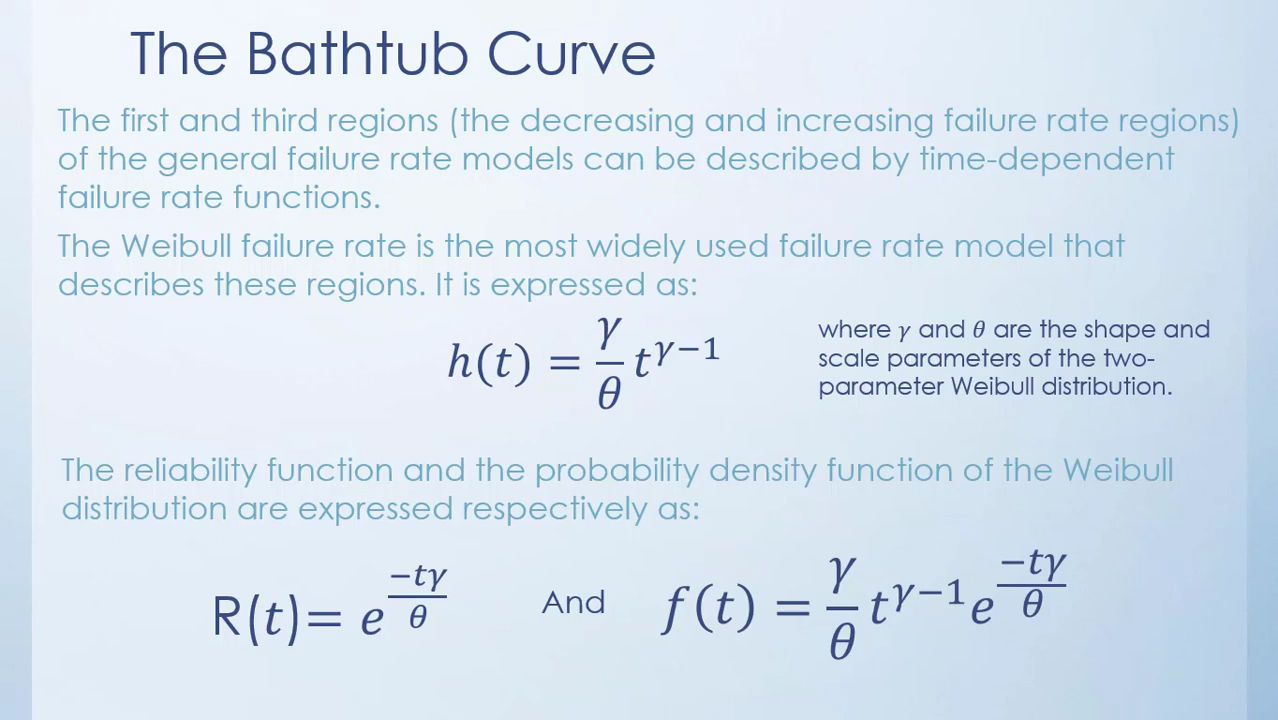 The Bathtub Curve
The first and third regions (the decreasing and increasing failure rate regions)
of the general failure rate models can be described by time-dependent
failure rate functions.
The Weibull failure rate is the most widely used failure rate model that
describes these regions. It is expressed as:
h(t) = γ/θ t^(γ−1)
where γ and θ are the shape and
scale parameters of the two-
parameter Weibull distribution.
The reliability function and the probability density function of the Weibull
distribution are expressed respectively as:
R(t)= e^(−tγ/θ) And f(t) = γ/θ t^(γ−1) e^(−tγ/θ)